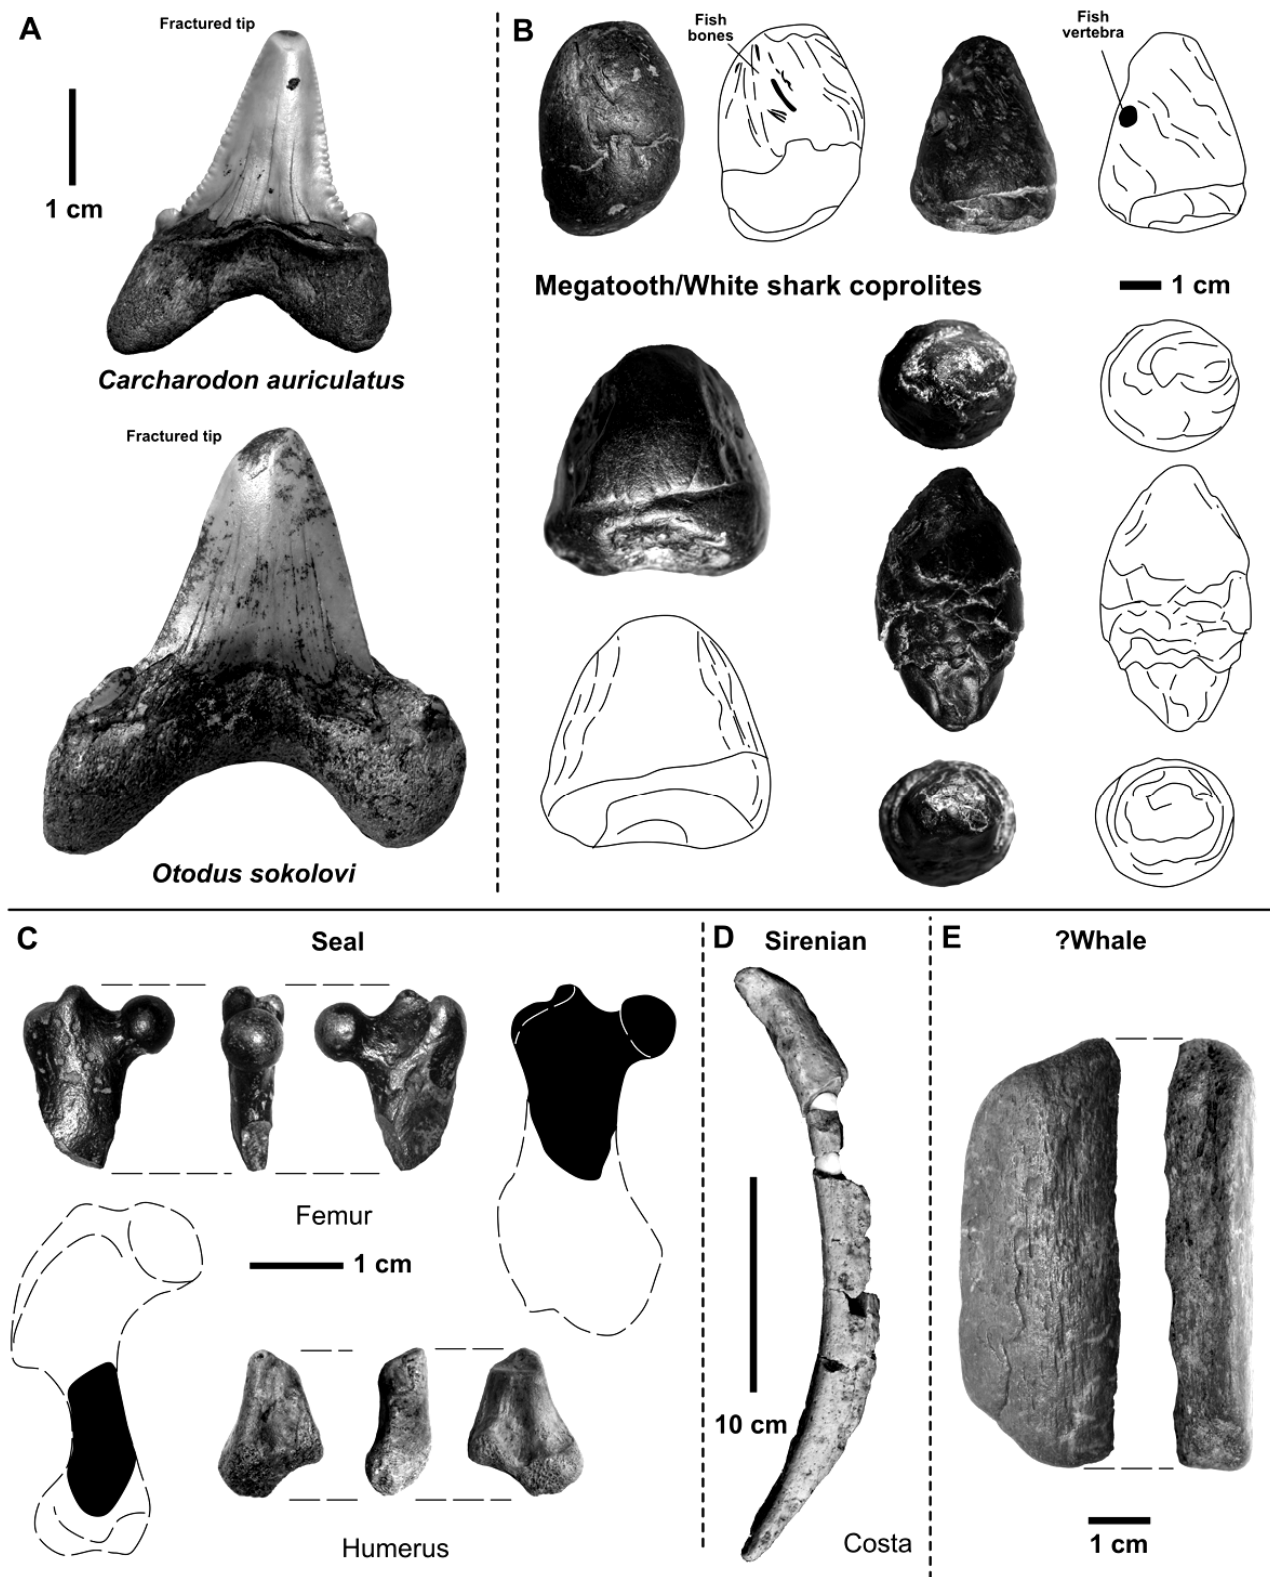 A
Fractured tip
1 cm
Carcharodon auriculatus
Fractured tip
Otodus sokolovi
B
Fish
bones
Fish
vertebra
Megatooth/White shark coprolites
1 cm
C
Seal
Femur
1 cm
Humerus
D
Sirenian
10 cm
Costa
E
?Whale
1 cm